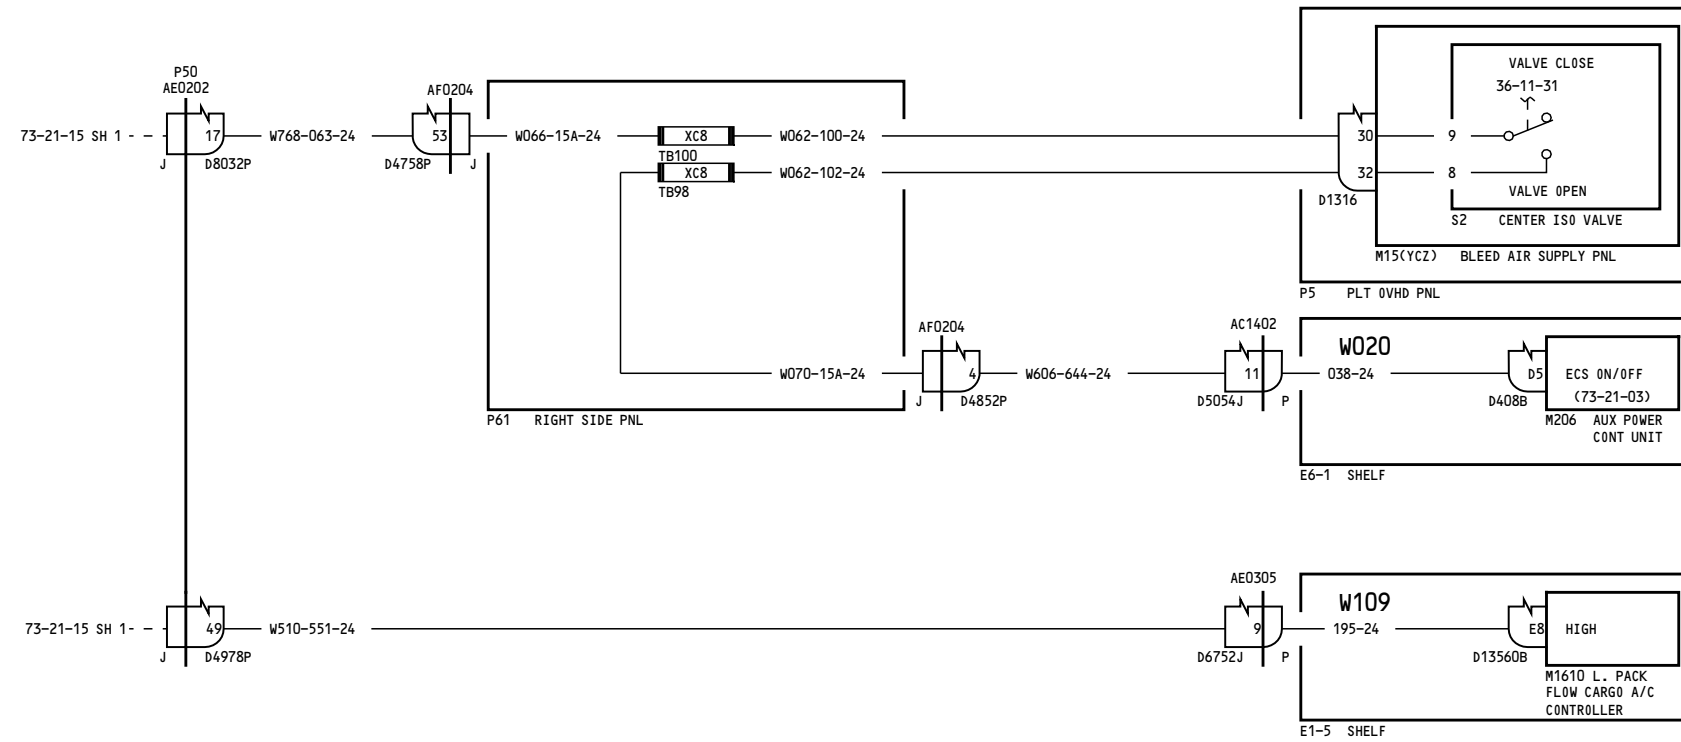 P50
AE0202
73-21-15 SH 1 - -
17
J
D8032P
W768-063-24
AF0204
53
D4758P
J
W066-15A-24
XC8
TB100
W062-100-24
XC8
TB98
W062-102-24
30
32
D1316
9
8
VALVE CLOSE
36-11-31
VALVE OPEN
S2 CENTER ISO VALVE
M15(YCZ) BLEED AIR SUPPLY PNL
P5 PLT OVHD PNL
W070-15A-24
P61 RIGHT SIDE PNL
AF0204
4
J
D4852P
W606-644-24
AC1402
11
D5054J
P
W020
038-24
D5
D408B
ECS ON/OFF
(73-21-03)
M206 AUX POWER
CONT UNIT
E6-1 SHELF
73-21-15 SH 1- -
49
J
D4978P
W510-551-24
AE0305
9
D6752J
P
W109
195-24
E8
D13560B
HIGH
M1610 L. PACK
FLOW CARGO A/C
CONTROLLER
E1-5 SHELF